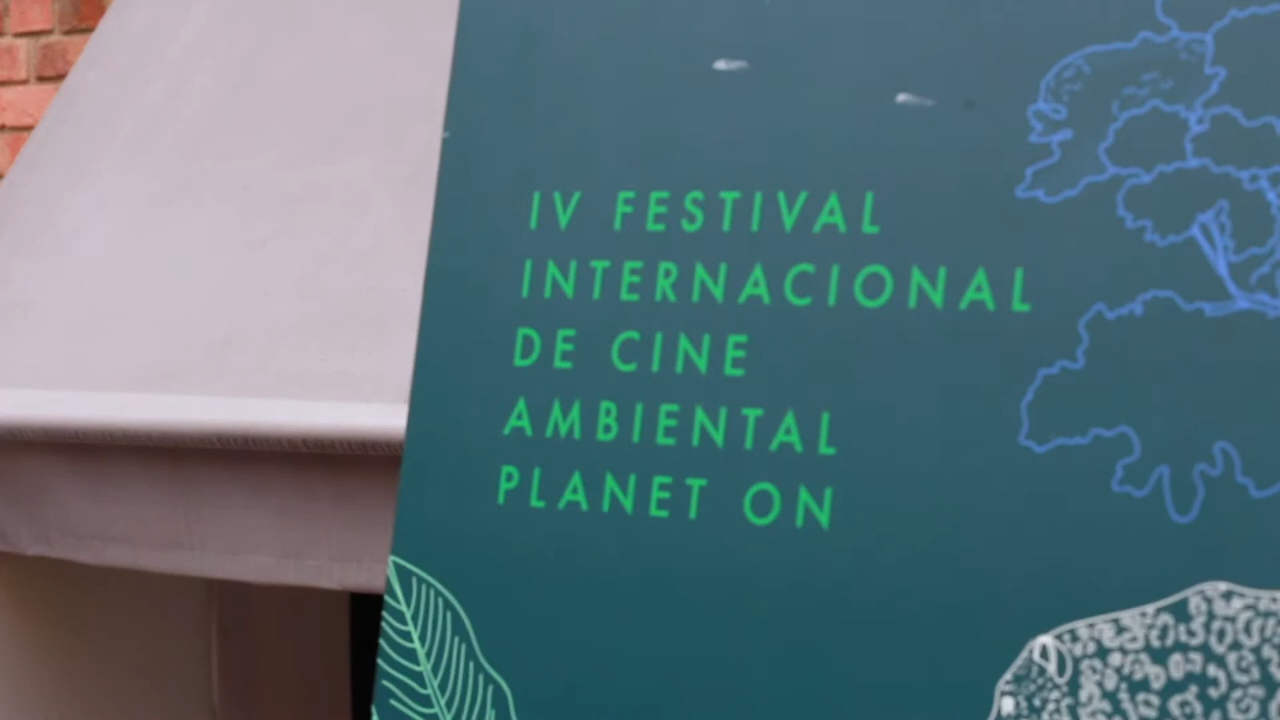 IV FESTIVAL
INTERNACIONAL
DE CINE
AMBIENTAL
PLANET ON